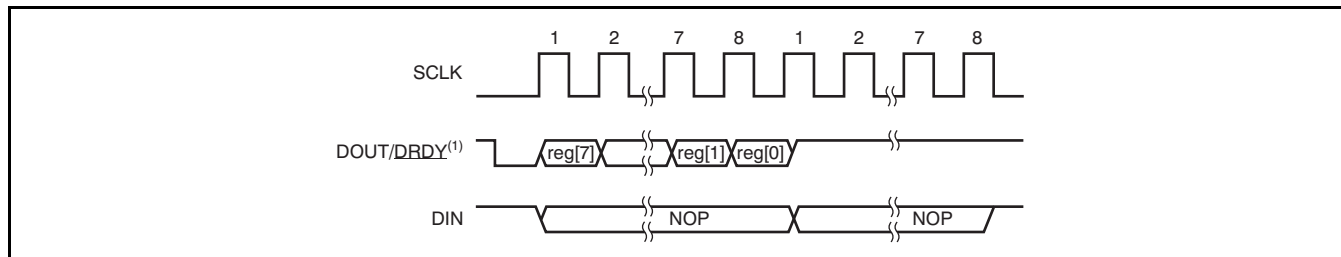 1 2 7 8 1 2 7 8
SCLK
DOUT/DRDY(1) reg[7] reg[1] reg[0]
DIN NOP NOP